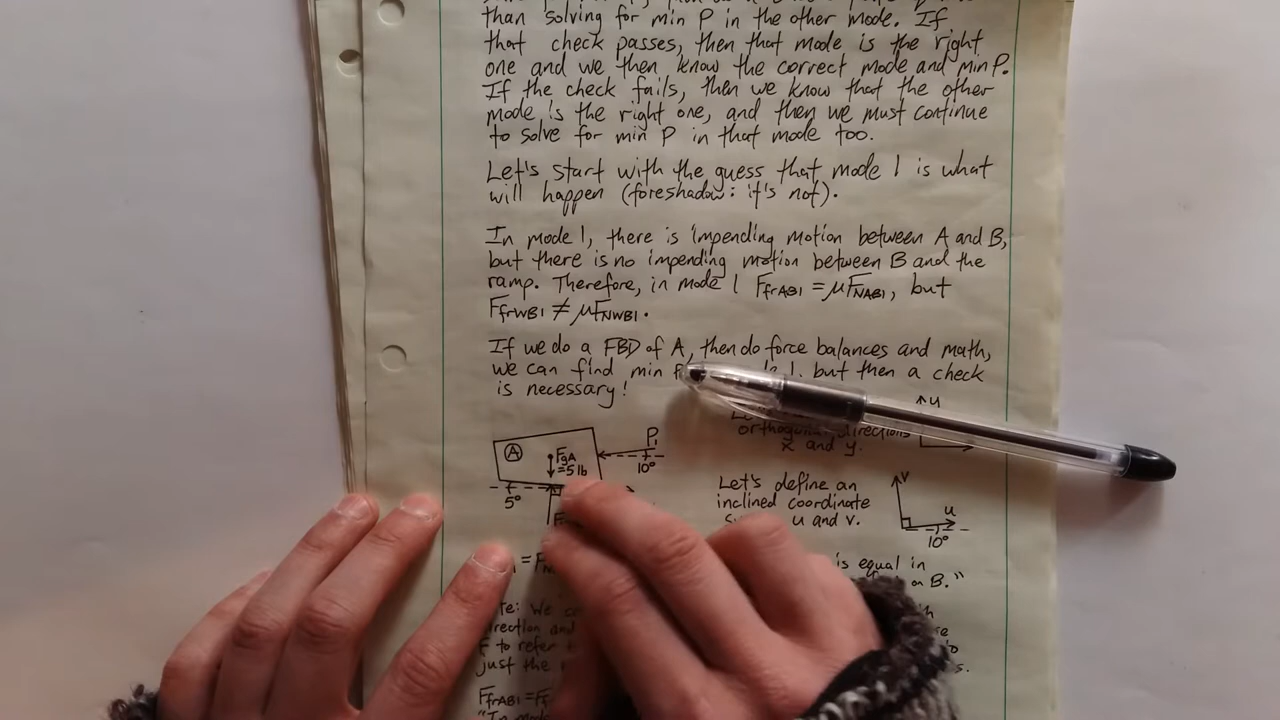 than solving for min P in the other mode. If
that check passes, then that mode is the right
one and we then know the correct mode and min P.
If the check fails, then we know that the other
mode is the right one, and then we must continue
to solve for min P in that mode too.
Let's start with the guess that mode 1 is what
will happen (foreshadow: it's not).
In mode 1, there is impending motion between A and B,
but there is no impending motion between B and the
ramp. Therefore, in mode 1 FfrAB1 = μFNAB1, but
FfrWB1 ≠ μFNWB1.
If we do a FBD of A, then do force balances and math,
we can find min 1, but then a check
is necessary!
u
orthogonal directions
x and y.
A
FgA
=5 lb
P1
10°
5°
Let's define an
inclined coordinate
u and v.
v
u
10°
is equal in
on B."
just the
FfrAB1